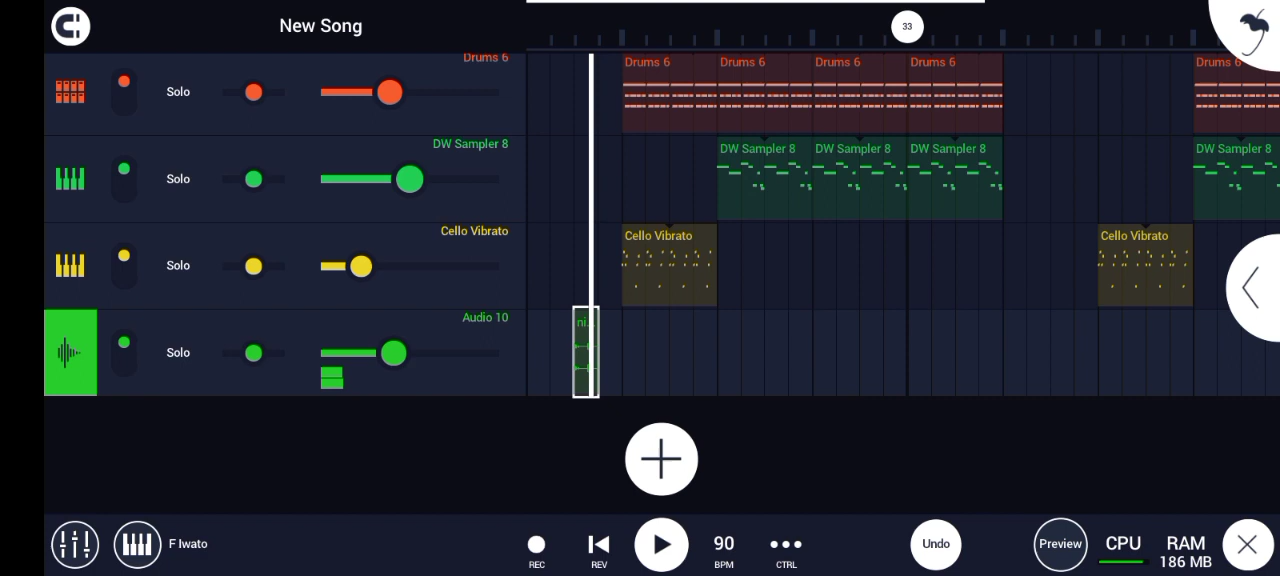 New Song
33
Drums 6
Solo
Drums 6 Drums 6 Drums 6 Drums 6 Drums 6
DW Sampler 8
Solo
DW Sampler 8 DW Sampler 8 DW Sampler 8 DW Sampler 8
Cello Vibrato
Solo
Cello Vibrato Cello Vibrato
Audio 10
Solo
ni...
F Iwato
REC
REV
90
BPM
CTRL
Undo
Preview
CPU
RAM
186 MB